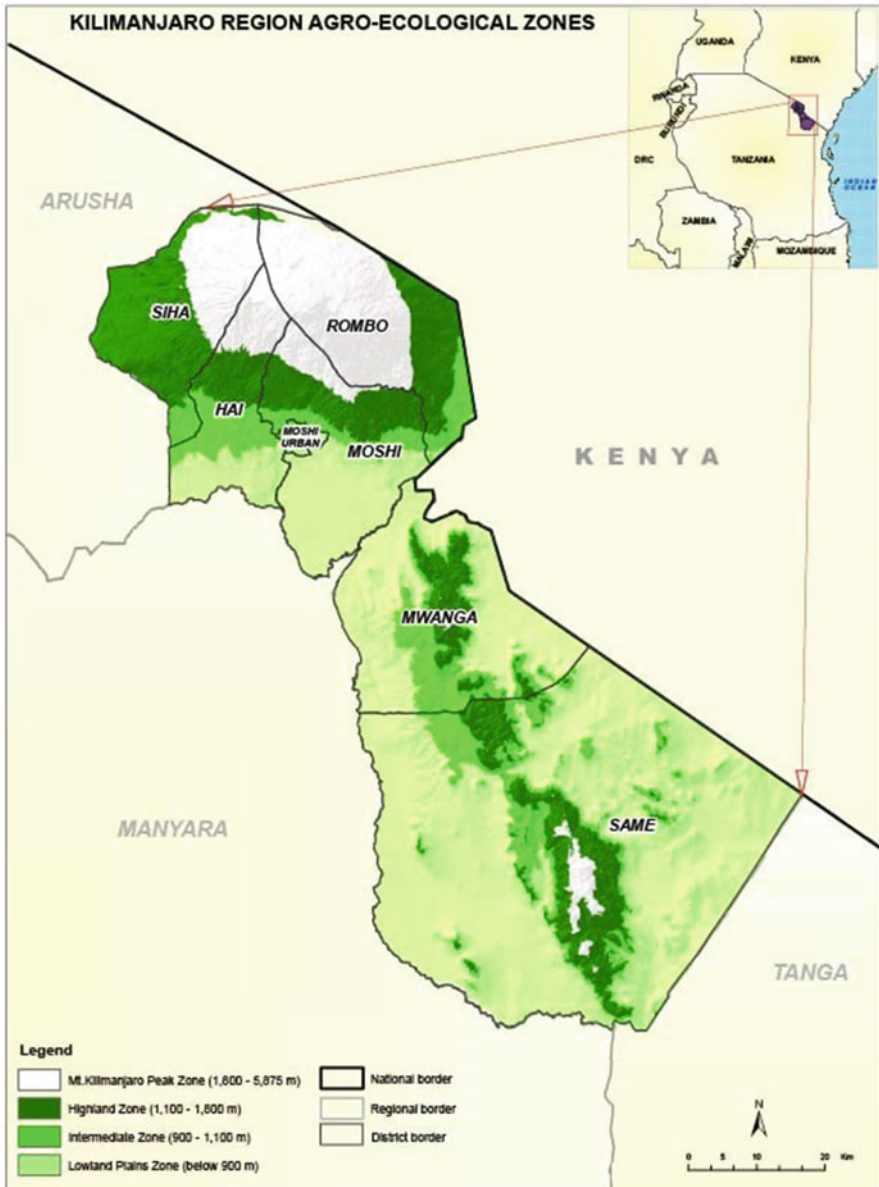 KILIMANJARO REGION AGRO-ECOLOGICAL ZONES
UGANDA
KENYA
RWANDA
BURUNDI
DRC
TANZANIA
INDIAN
OCEAN
ZAMBIA
MALAWI
MOZAMBIQUE
ARUSHA
SIHA
ROMBO
HAI
MOSHI
URBAN
MOSHI
KENYA
MWANGA
SAME
MANYARA
TANGA
Legend
Mt.Kilimanjaro Peak Zone (1,800 - 5,875 m)
Highland Zone (1,100 - 1,800 m)
Intermediate Zone (900 - 1,100 m)
Lowland Plains Zone (below 900 m)
National border
Regional border
District border
N
0 5 10 20
Km